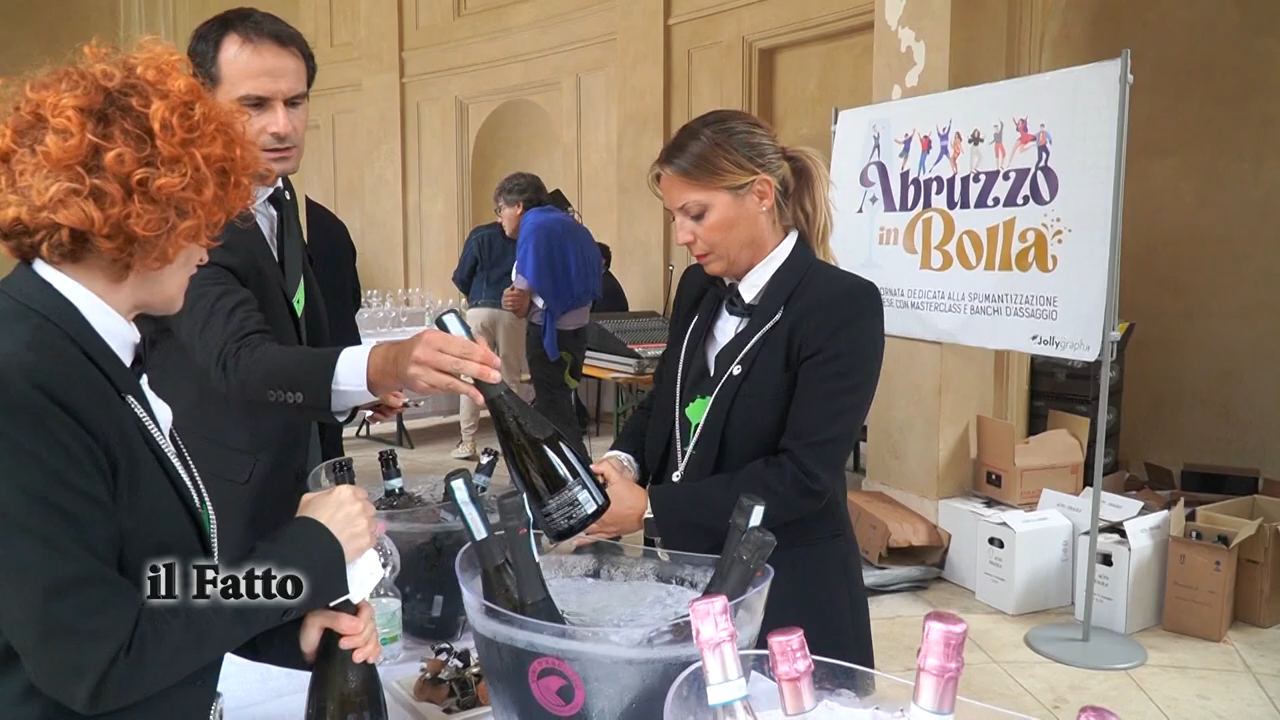 Abruzzo
in Bolla
ORNATA DEDICATA ALLA SPUMANTIZZAZIONE
ESE CON MASTERCLASS E BANCHI D'ASSAGGIO
Jollygraph
il Fatto